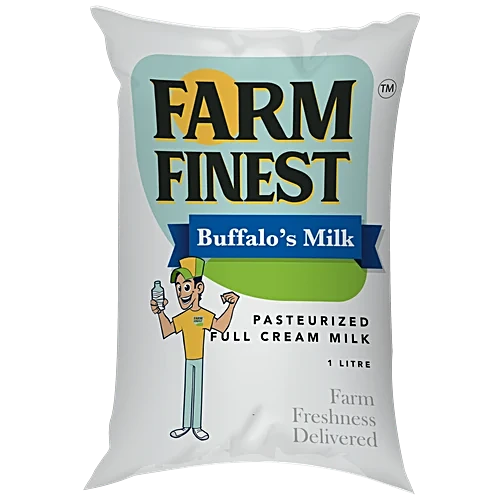 FARM
FINEST
TM
Buffalo's Milk
PASTEURIZED
FULL CREAM MILK
1 LITRE
Farm
Freshness
Delivered